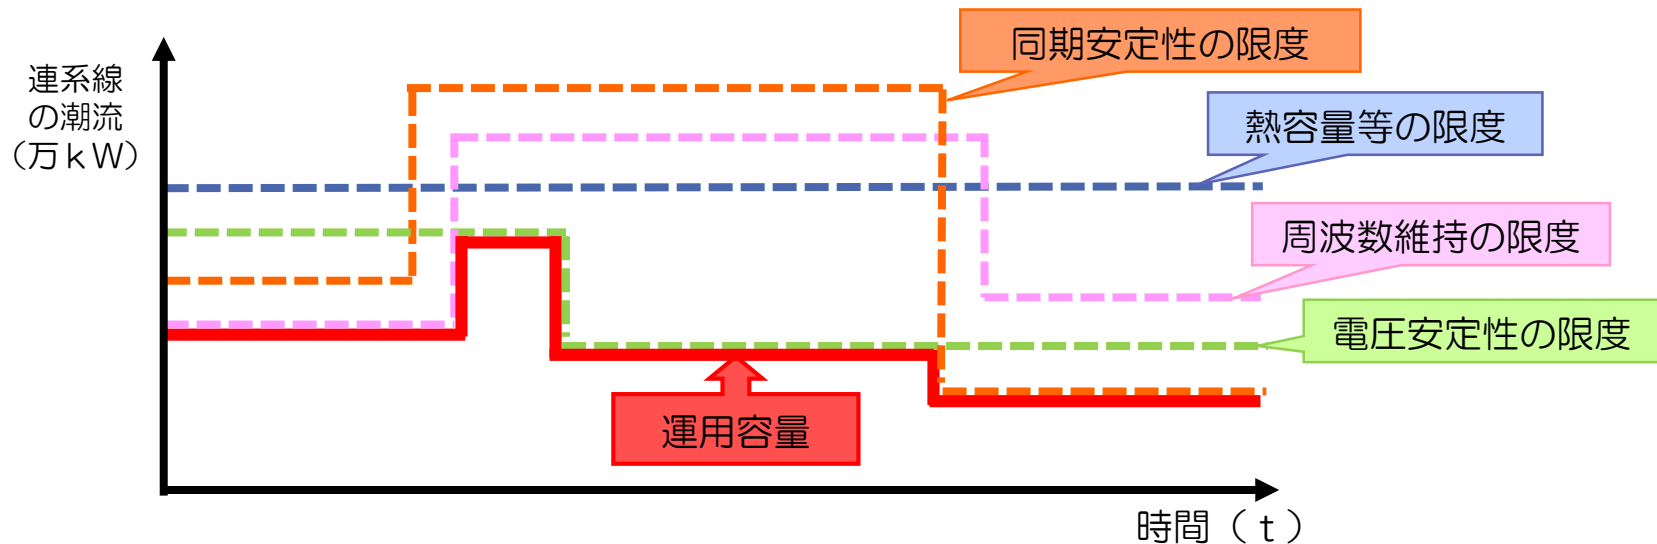 連系線
の潮流
（万ｋＷ）
同期安定性の限度
熱容量等の限度
周波数維持の限度
電圧安定性の限度
運用容量
時間（ｔ）